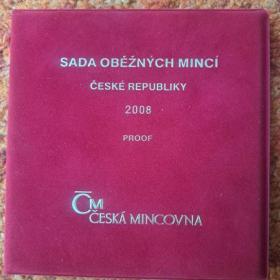 SADA OBĚŽNÝCH MINCÍ
ČESKÉ REPUBLIKY
2008
PROOF
ČM
ČESKÁ MINCOVNA